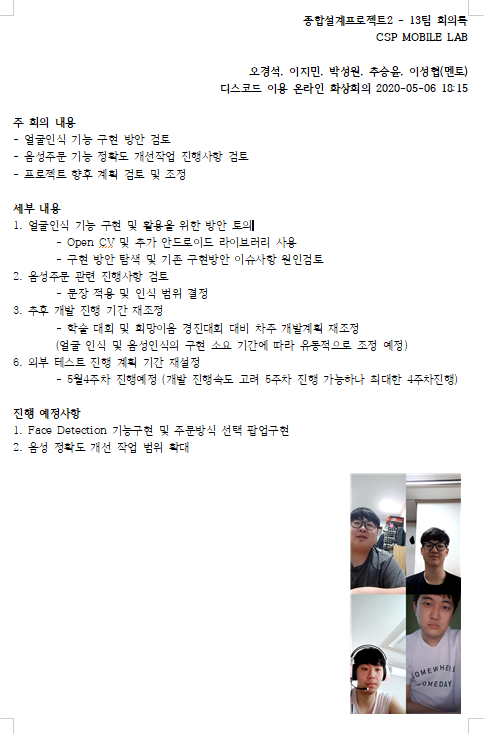 종합설계프로젝트2 - 13팀 회의록
CSP MOBILE LAB
오경석, 이지민, 박성원, 추승윤, 이성협(멘토)
디스코드 이용 온라인 화상회의 2020-05-06 18:15
주 회의 내용
- 얼굴인식 기능 구현 방안 검토
- 음성주문 기능 정확도 개선작업 진행사항 검토
- 프로젝트 향후 계획 검토 및 조정
세부 내용
1. 얼굴인식 기능 구현 및 활용을 위한 방안 토의
- Open CV 및 추가 안드로이드 라이브러리 사용
- 구현 방안 탐색 및 기존 구현방안 이슈사항 원인검토
2. 음성주문 관련 진행사항 검토
- 문장 적용 및 인식 범위 결정
3. 추후 개발 진행 기간 재조정
- 학술 대회 및 희망이음 경진대회 대비 차주 개발계획 재조정
(얼굴 인식 및 음성인식의 구현 소요 기간에 따라 유동적으로 조정 예정)
6. 외부 테스트 진행 계획 기간 재설정
- 5월4주차 진행예정 (개발 진행속도 고려 5주차 진행 가능하나 최대한 4주차진행)
진행 예정사항
1. Face Detection 기능구현 및 주문방식 선택 팝업구현
2. 음성 정확도 개선 작업 범위 확대
SOMEWHERE
SOMEDAY